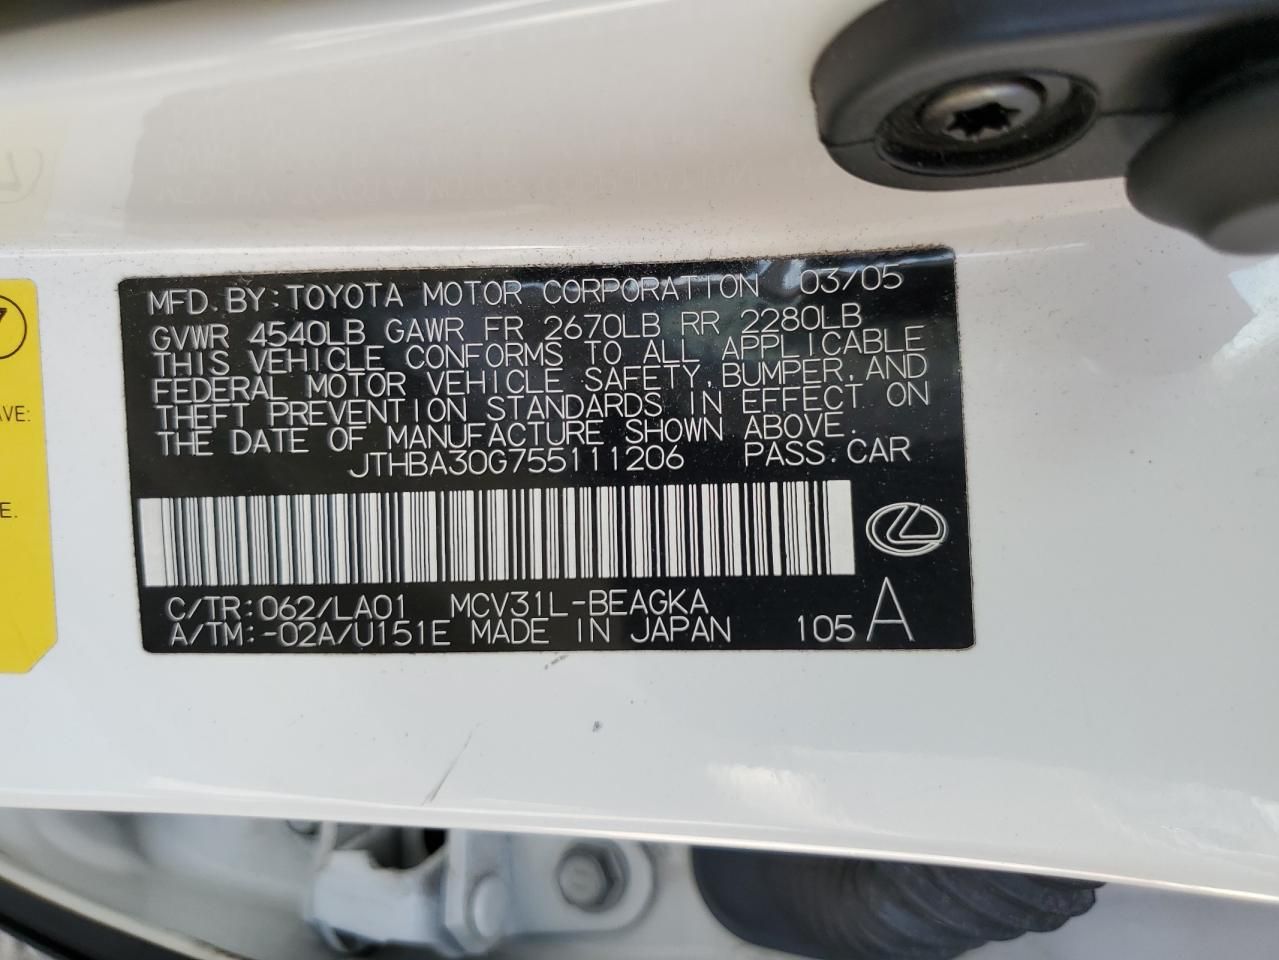 MFD.BY:TOYOTA MOTOR CORPORATION 03/05
GVWR 4540LB GAWR FR 2670LB RR 2280LB
THIS VEHICLE CONFORMS TO ALL APPLICABLE
FEDERAL MOTOR VEHICLE SAFETY,BUMPER,AND
THEFT PREVENTION STANDARDS IN EFFECT ON
THE DATE OF MANUFACTURE SHOWN ABOVE.
JTHBA30G755111206 PASS.CAR
C/TR:062/LA01 MCV31L-BEAGKA
A/TM:-02A/U151E MADE IN JAPAN 105 A
AVE:
E.